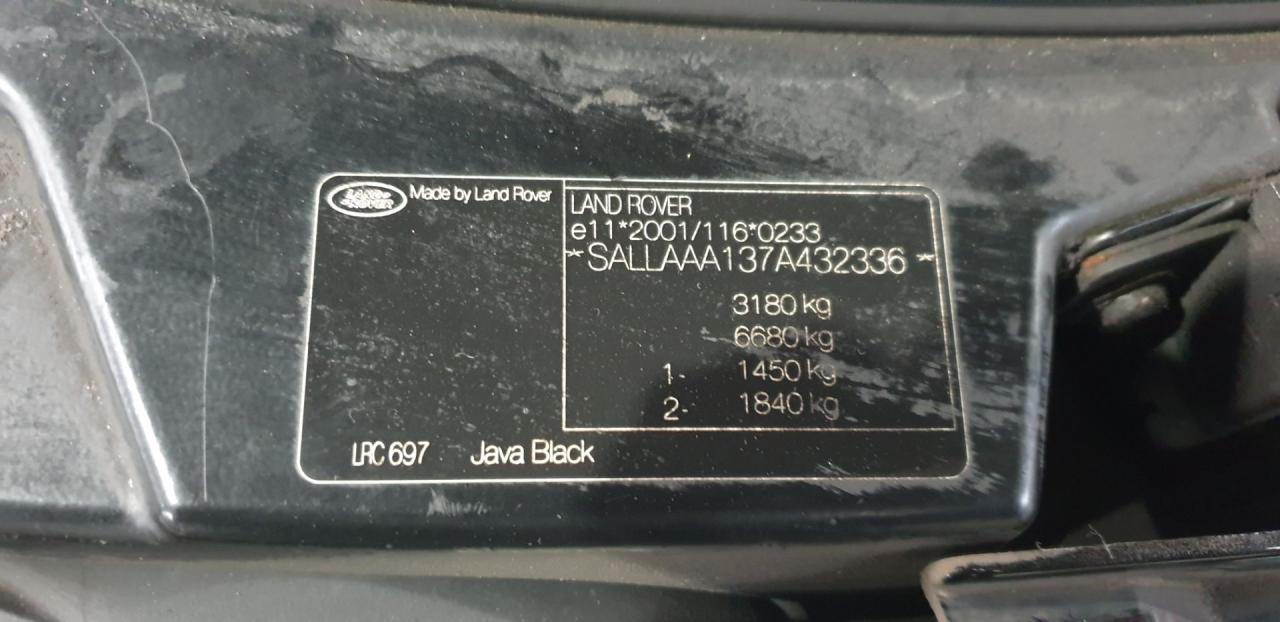 LAND ROVER
Made by Land Rover
LAND ROVER
e11*2001/116*0233
*SALLAAA137A432336*
3180 kg
6680 kg
1- 1450 kg
2- 1840 kg
LRC 697 Java Black